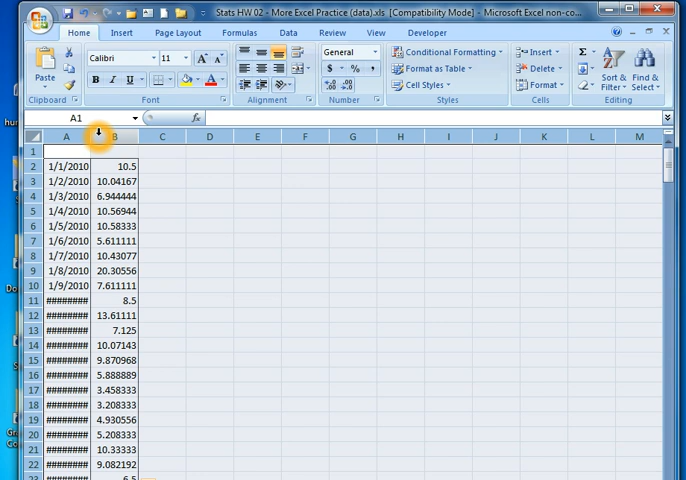 Stats HW 02 - More Excel Practice (data).xls [Compatibility Mode] - Microsoft Excel non-co...
Home Insert Page Layout Formulas Data Review View Developer
Paste
Calibri 11 A A
B I U A
General
$ % ,
Conditional Formatting
Format as Table
Cell Styles
Insert
Delete
Format
Σ
Sort & Filter
Find & Select
Clipboard Font Alignment Number Styles Cells Editing
A1 fx
A B C D E F G H I J K L M
1
2 1/1/2010 10.5
3 1/2/2010 10.04167
4 1/3/2010 6.944444
5 1/4/2010 10.56944
6 1/5/2010 10.58333
7 1/6/2010 5.611111
8 1/7/2010 10.43077
9 1/8/2010 20.30556
10 1/9/2010 7.611111
11 ######## 8.5
12 ######## 13.61111
13 ######## 7.125
14 ######## 10.07143
15 ######## 9.870968
16 ######## 5.888889
17 ######## 3.458333
18 ######## 3.208333
19 ######## 4.930556
20 ######## 5.208333
21 ######## 10.33333
22 ######## 9.082192
23 ######## 6.5